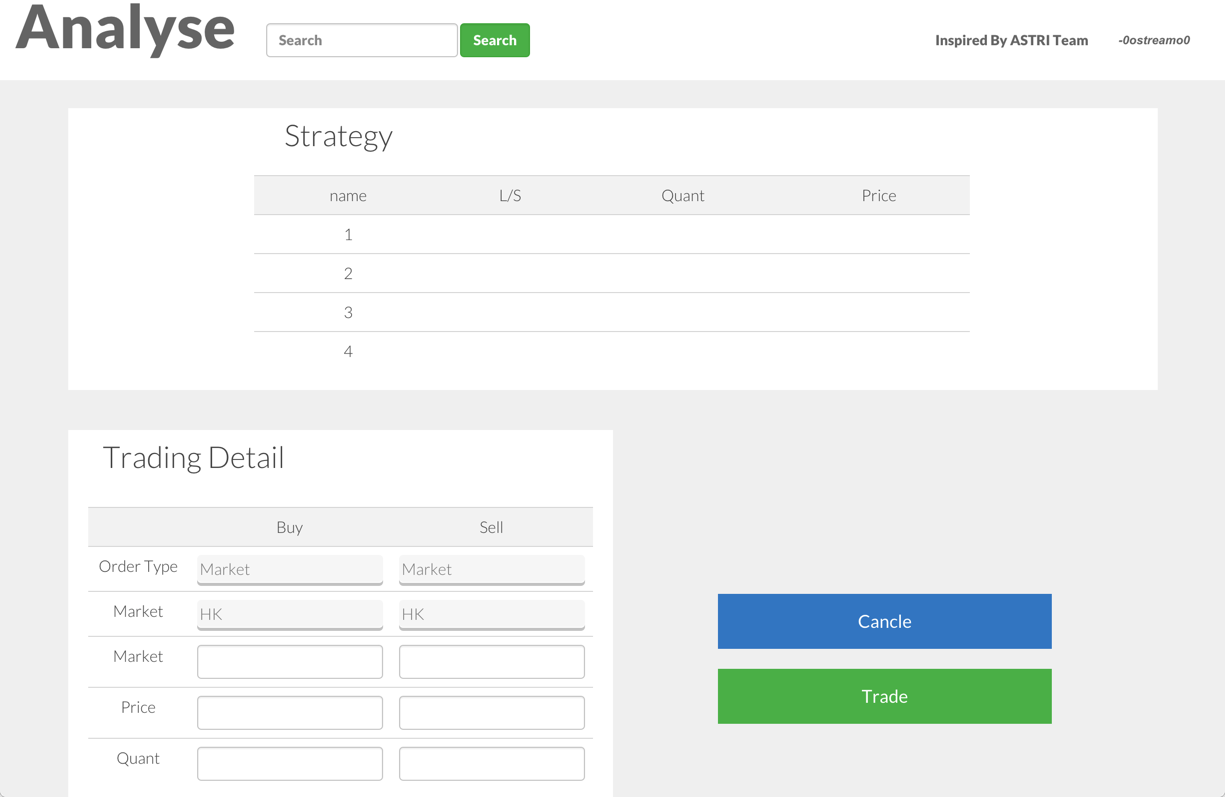 Analyse
Search Search
Inspired By ASTRI Team -0ostreamo0
Strategy
name L/S Quant Price
1
2
3
4
Trading Detail
Buy Sell
Order Type Market Market
Market HK HK
Market
Price
Quant
Cancle
Trade